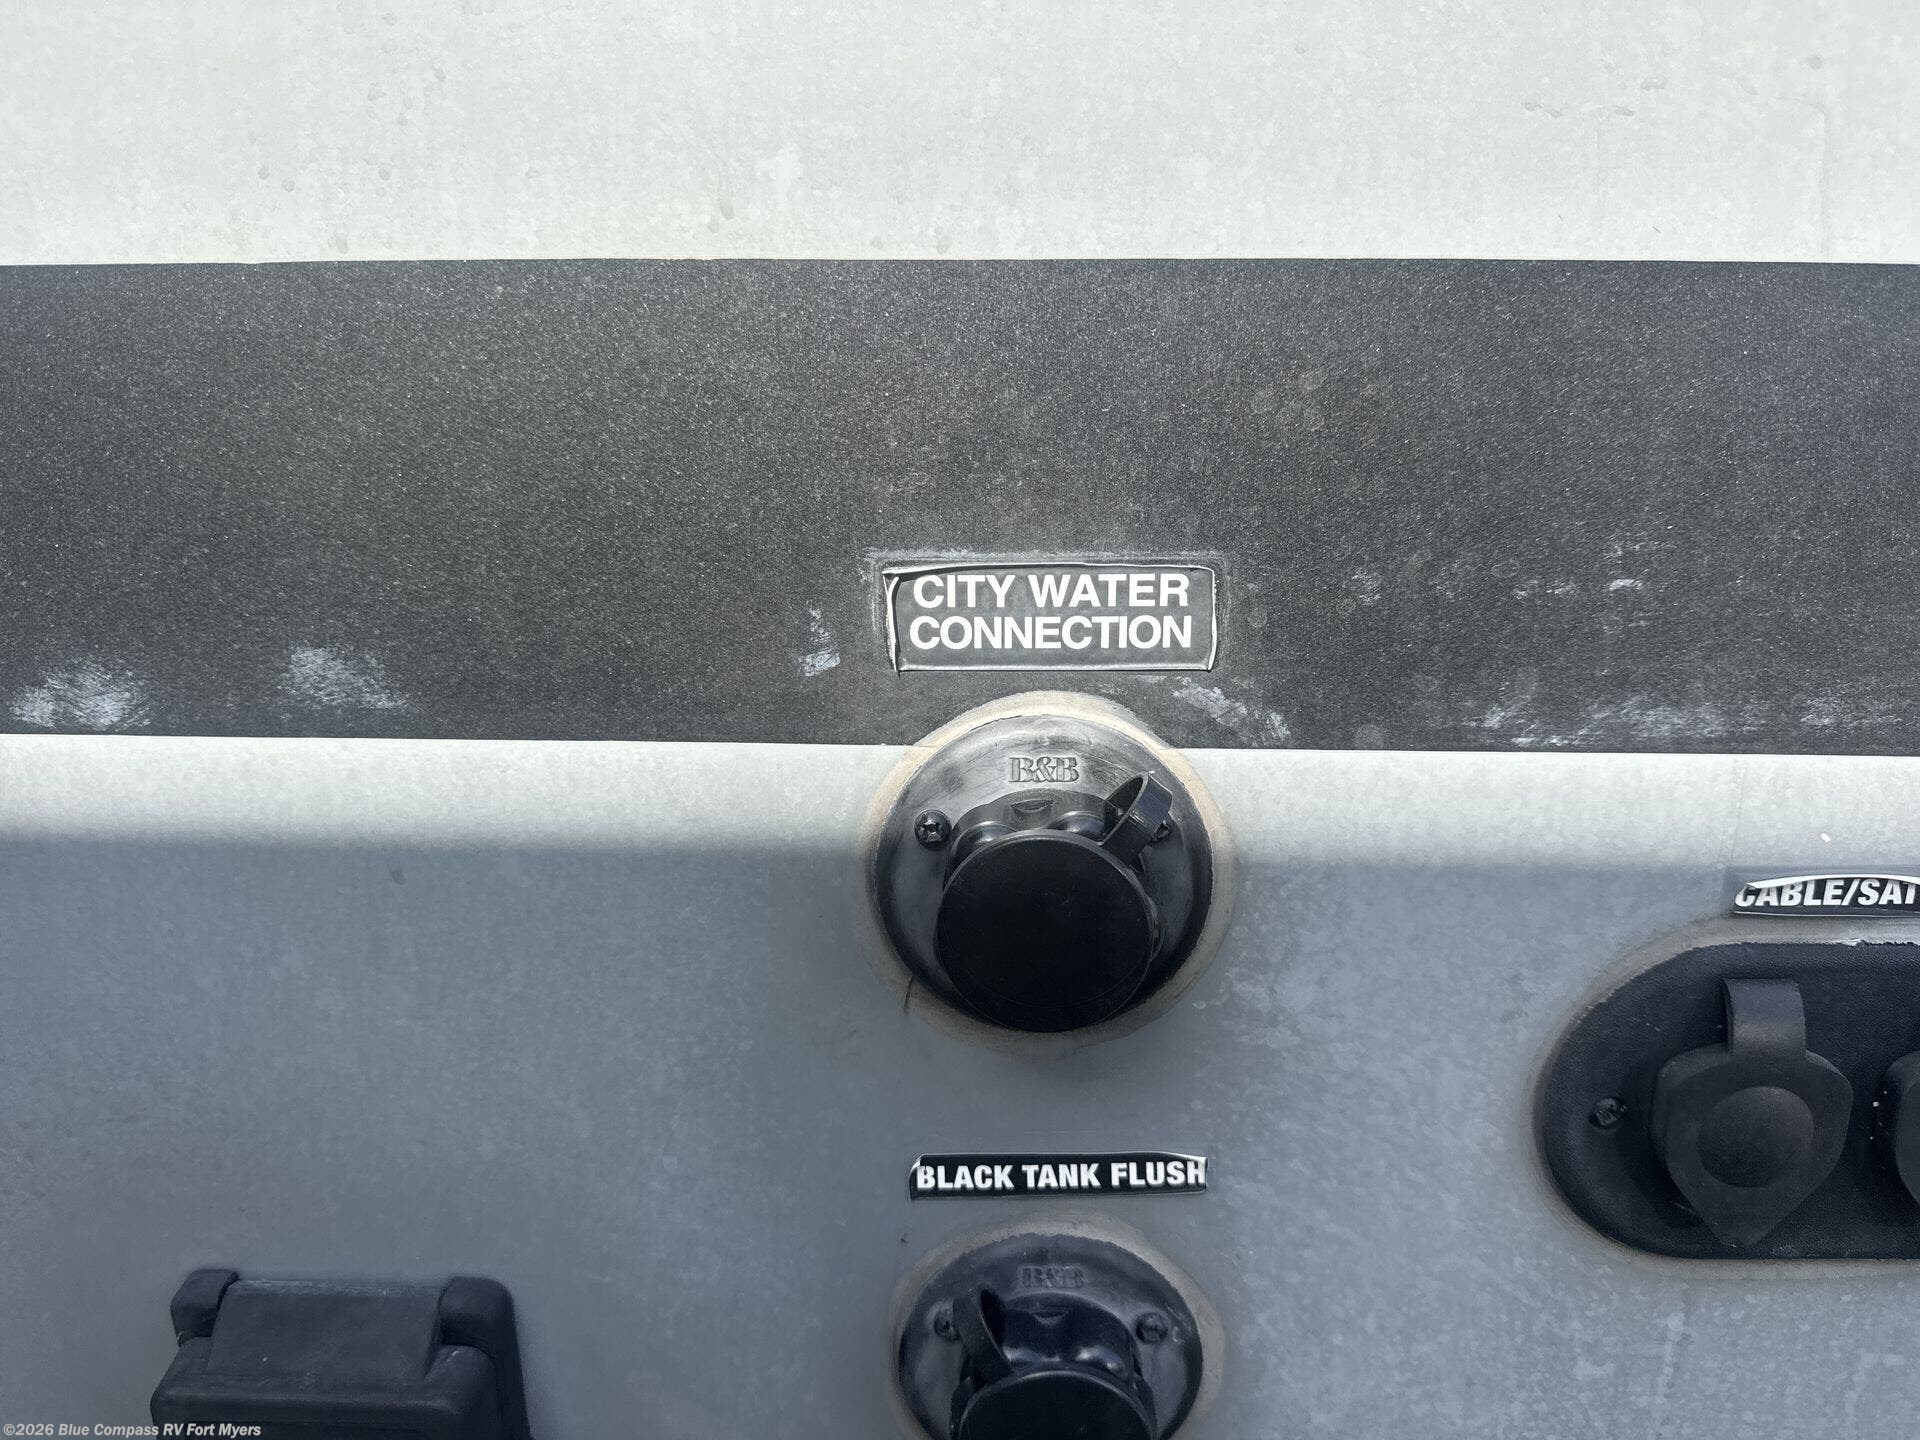 CITY WATER
CONNECTION
B&B
CABLE/SAT
BLACK TANK FLUSH
B&B
©2026 Blue Compass RV Fort Myers